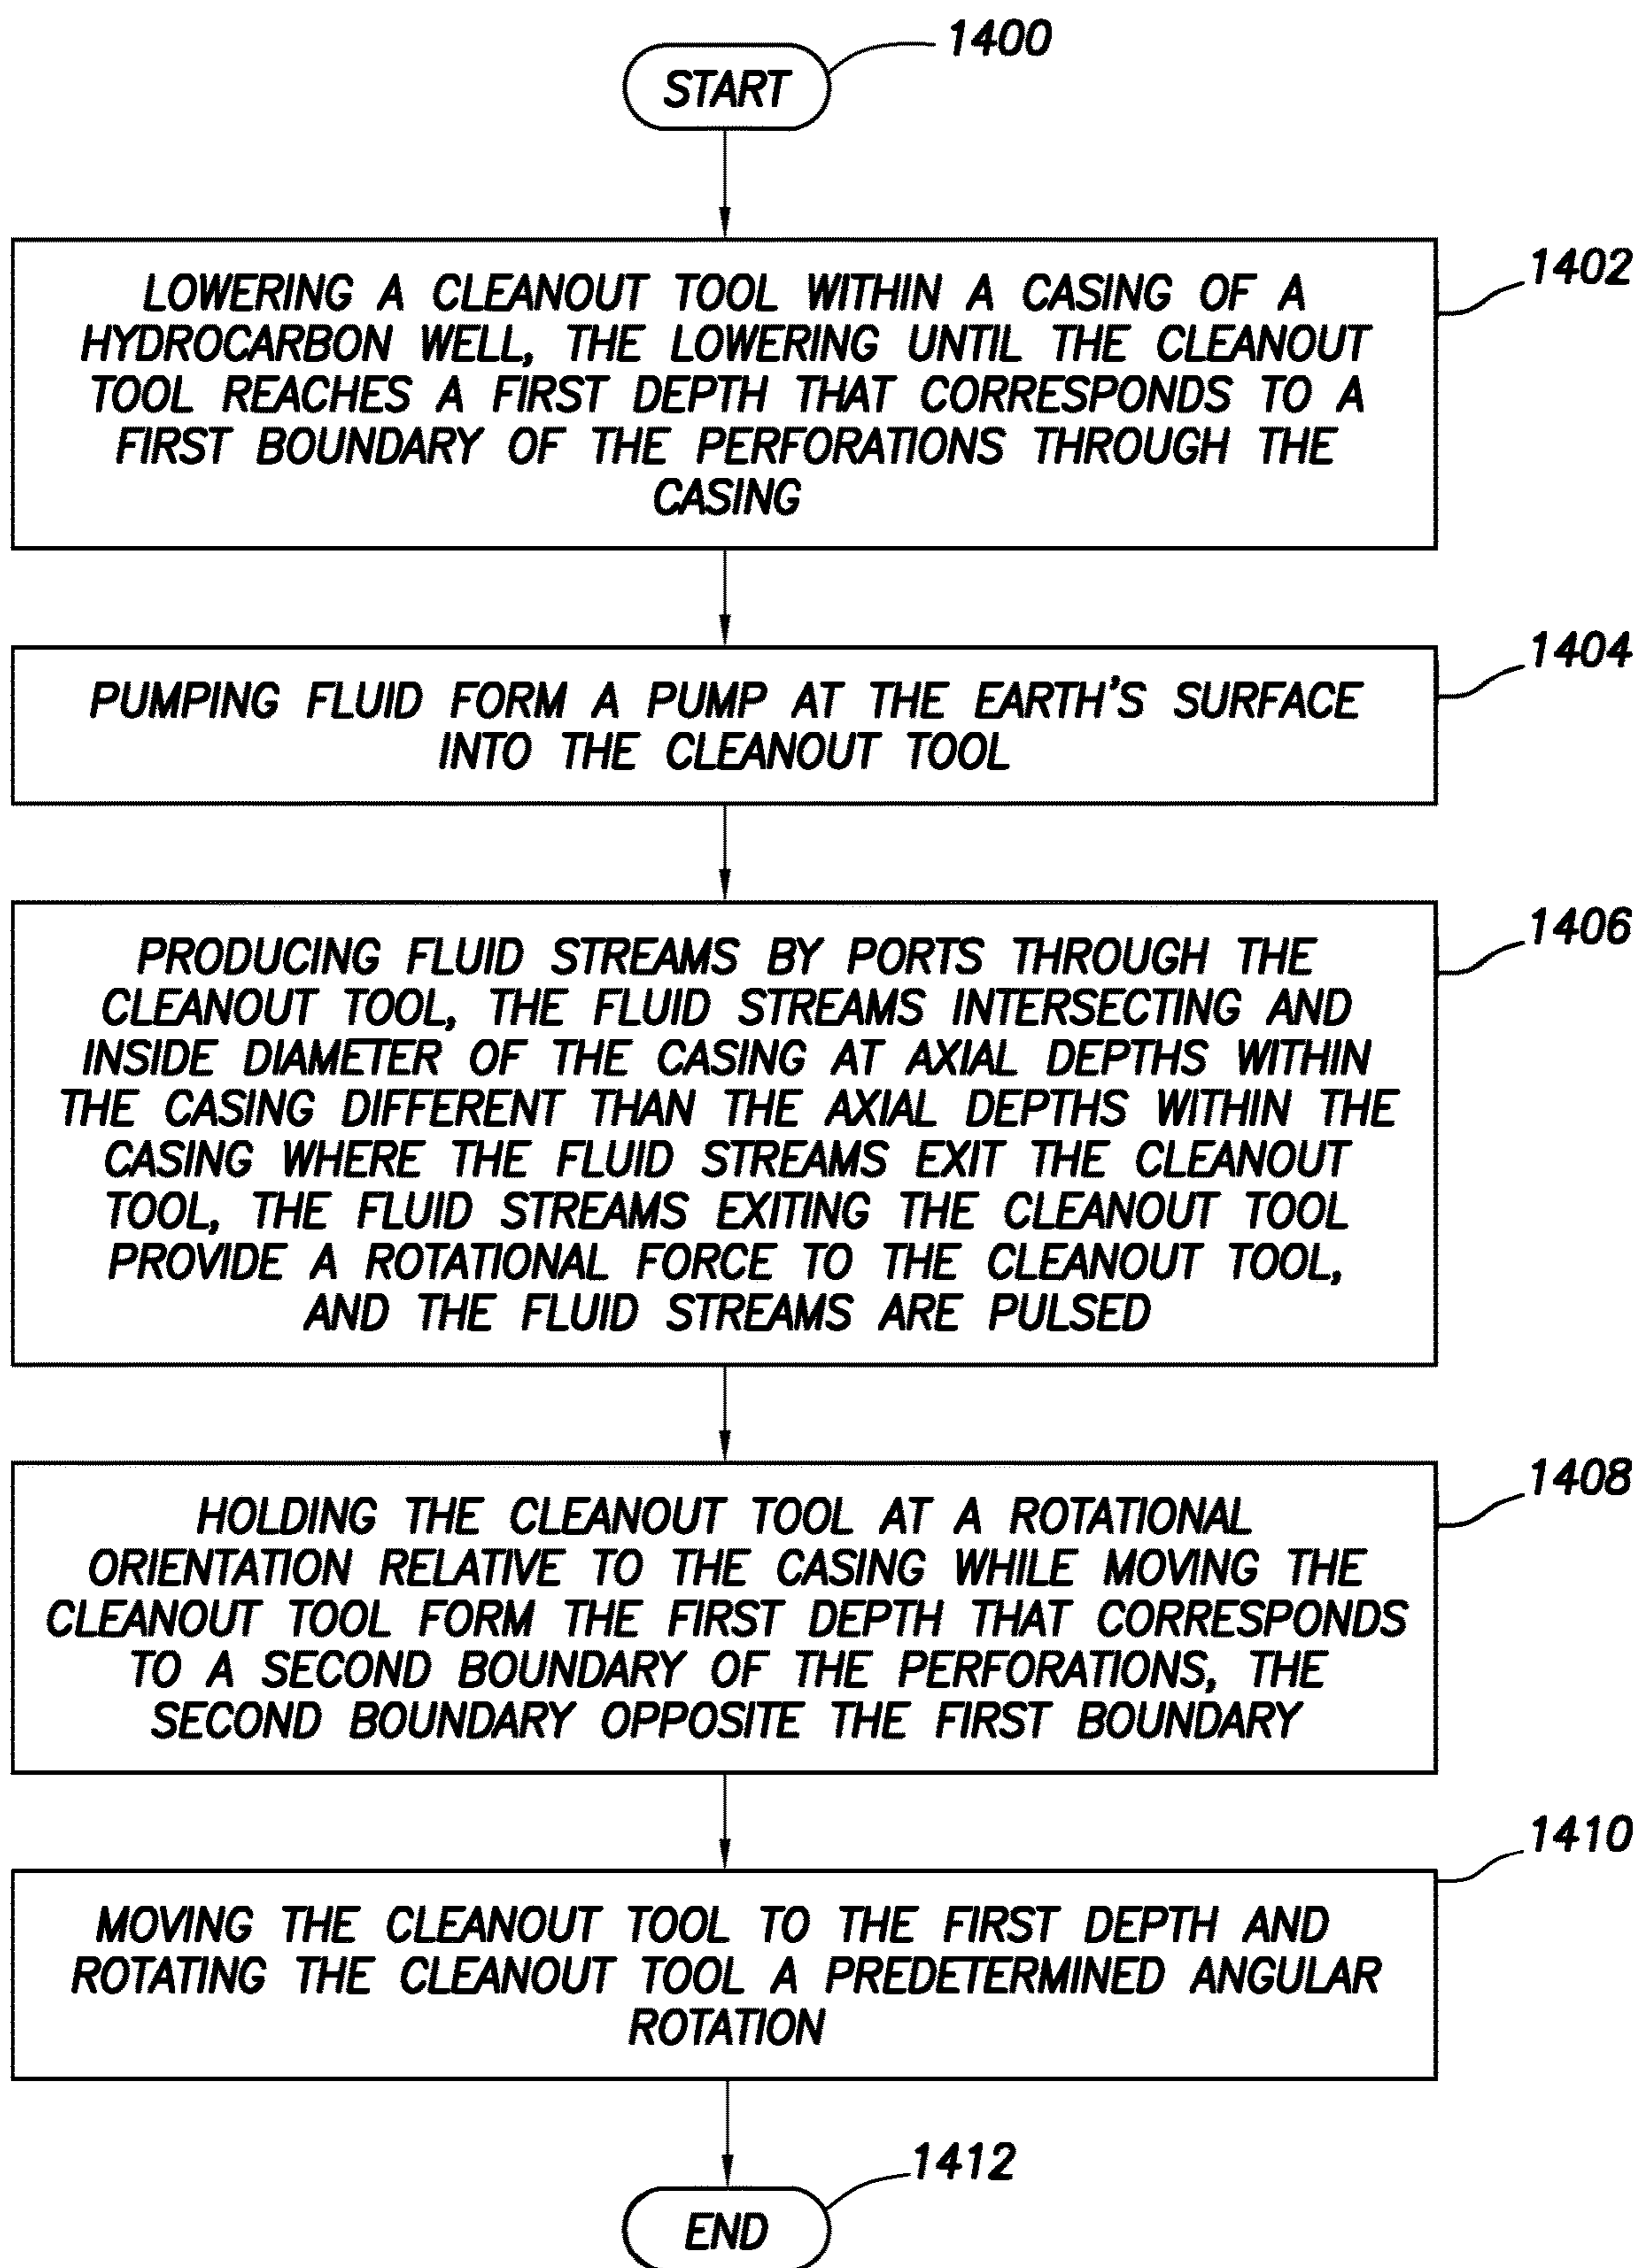 1400
START
1402
LOWERING A CLEANOUT TOOL WITHIN A CASING OF A
HYDROCARBON WELL, THE LOWERING UNTIL THE CLEANOUT
TOOL REACHES A FIRST DEPTH THAT CORRESPONDS TO A
FIRST BOUNDARY OF THE PERFORATIONS THROUGH THE
CASING
1404
PUMPING FLUID FORM A PUMP AT THE EARTH'S SURFACE
INTO THE CLEANOUT TOOL
1406
PRODUCING FLUID STREAMS BY PORTS THROUGH THE
CLEANOUT TOOL, THE FLUID STREAMS INTERSECTING AND
INSIDE DIAMETER OF THE CASING AT AXIAL DEPTHS WITHIN
THE CASING DIFFERENT THAN THE AXIAL DEPTHS WITHIN THE
CASING WHERE THE FLUID STREAMS EXIT THE CLEANOUT
TOOL, THE FLUID STREAMS EXITING THE CLEANOUT TOOL
PROVIDE A ROTATIONAL FORCE TO THE CLEANOUT TOOL,
AND THE FLUID STREAMS ARE PULSED
1408
HOLDING THE CLEANOUT TOOL AT A ROTATIONAL
ORIENTATION RELATIVE TO THE CASING WHILE MOVING THE
CLEANOUT TOOL FORM THE FIRST DEPTH THAT CORRESPONDS
TO A SECOND BOUNDARY OF THE PERFORATIONS, THE
SECOND BOUNDARY OPPOSITE THE FIRST BOUNDARY
1410
MOVING THE CLEANOUT TOOL TO THE FIRST DEPTH AND
ROTATING THE CLEANOUT TOOL A PREDETERMINED ANGULAR
ROTATION
1412
END